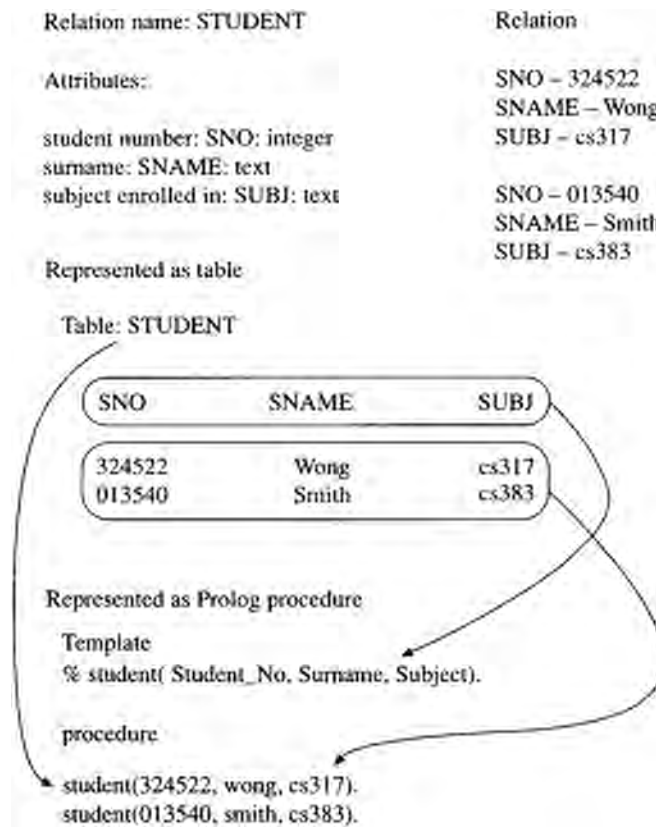 Relation name: STUDENT
Attributes:
student number: SNO: integer
surname: SNAME: text
subject enrolled in: SUBJ: text
Relation
SNO – 324522
SNAME – Wong
SUBJ – cs317
SNO – 013540
SNAME – Smith
SUBJ – cs383
Represented as table
Table: STUDENT
SNO SNAME SUBJ
324522 Wong cs317
013540 Smith cs383
Represented as Prolog procedure
Template
% student( Student_No, Surname, Subject).
procedure
student(324522, wong, cs317).
student(013540, smith, cs383).